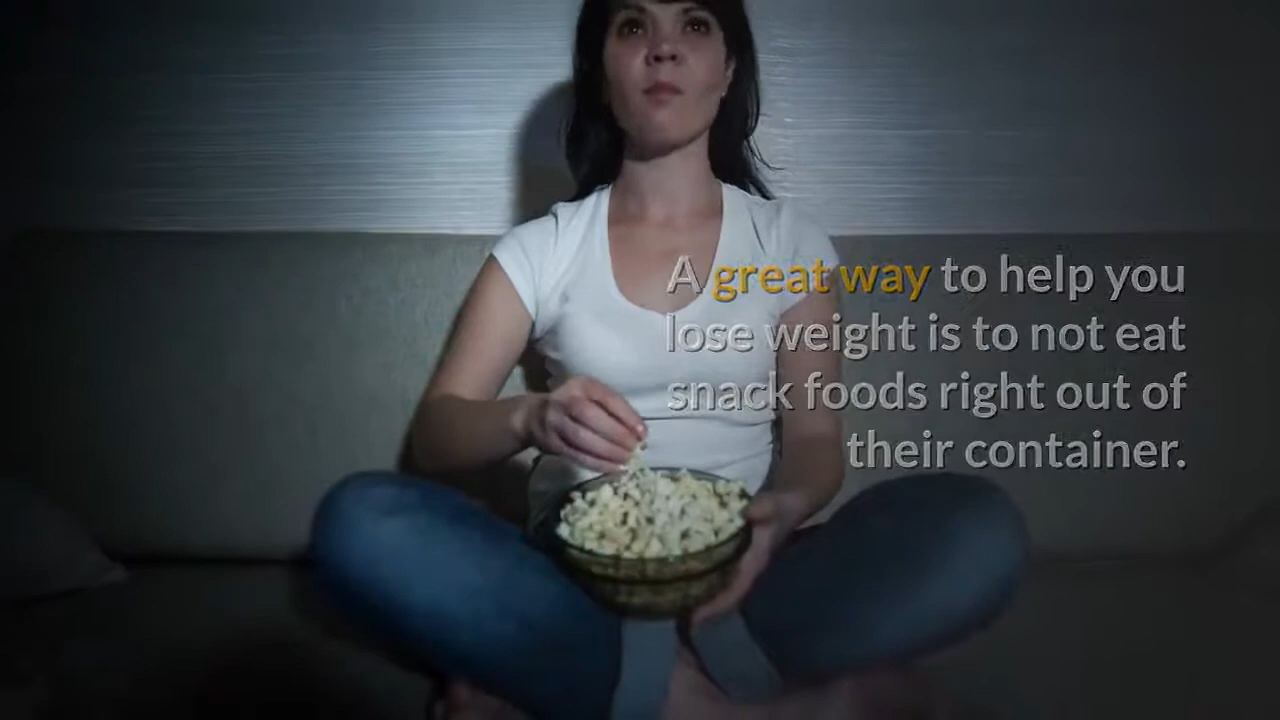 A great way to help you
lose weight is to not eat
snack foods right out of
their container.